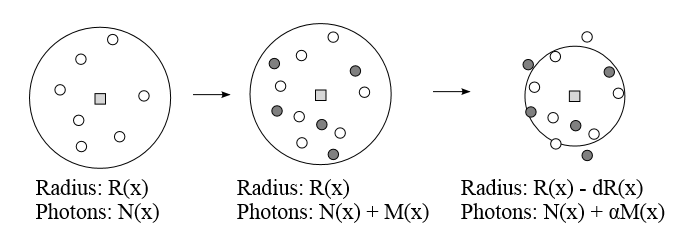 Radius: R(x)
Photons: N(x)
Radius: R(x)
Photons: N(x) + M(x)
Radius: R(x) - dR(x)
Photons: N(x) + αM(x)